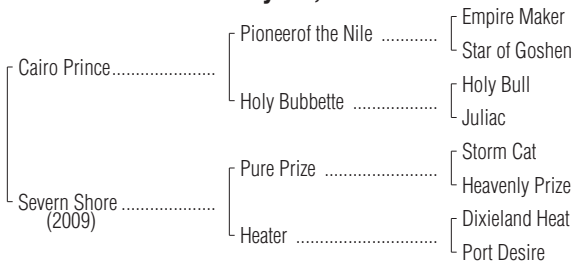 Empire Maker
Pioneerof the Nile ............
Star of Goshen
Cairo Prince......................
Holy Bull
Holy Bubbette ..................
Juliac
Storm Cat
Pure Prize ........................
Heavenly Prize
Severn Shore ....................
(2009)
Dixieland Heat
Heater ..............................
Port Desire